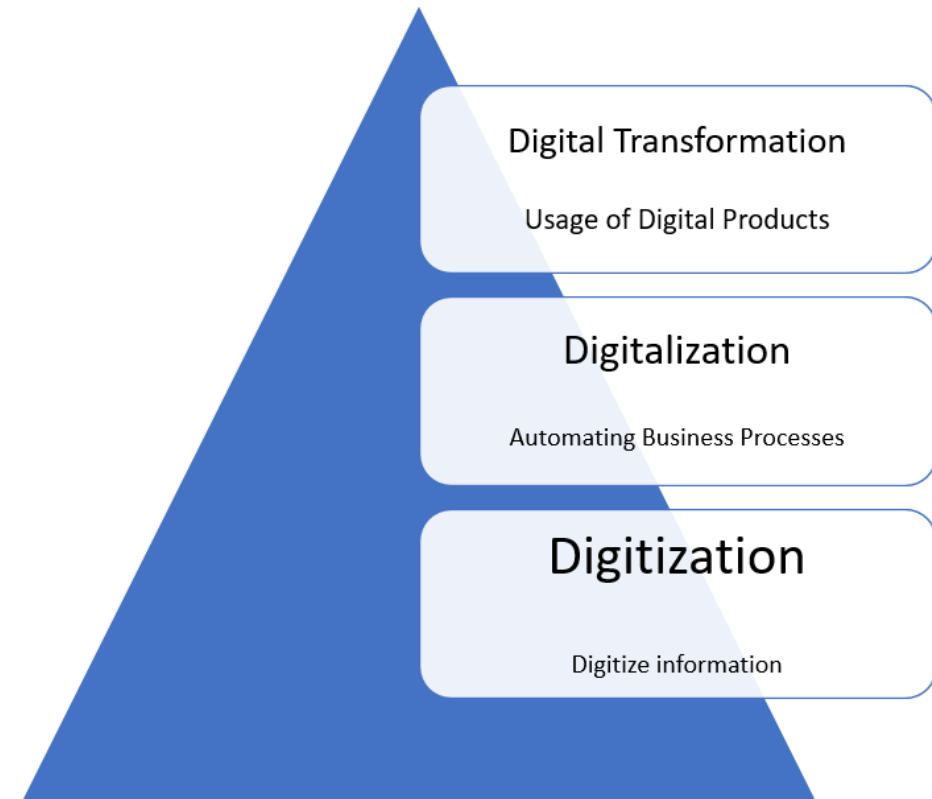 Digital Transformation
Usage of Digital Products
Digitalization
Automating Business Processes
Digitization
Digitize information